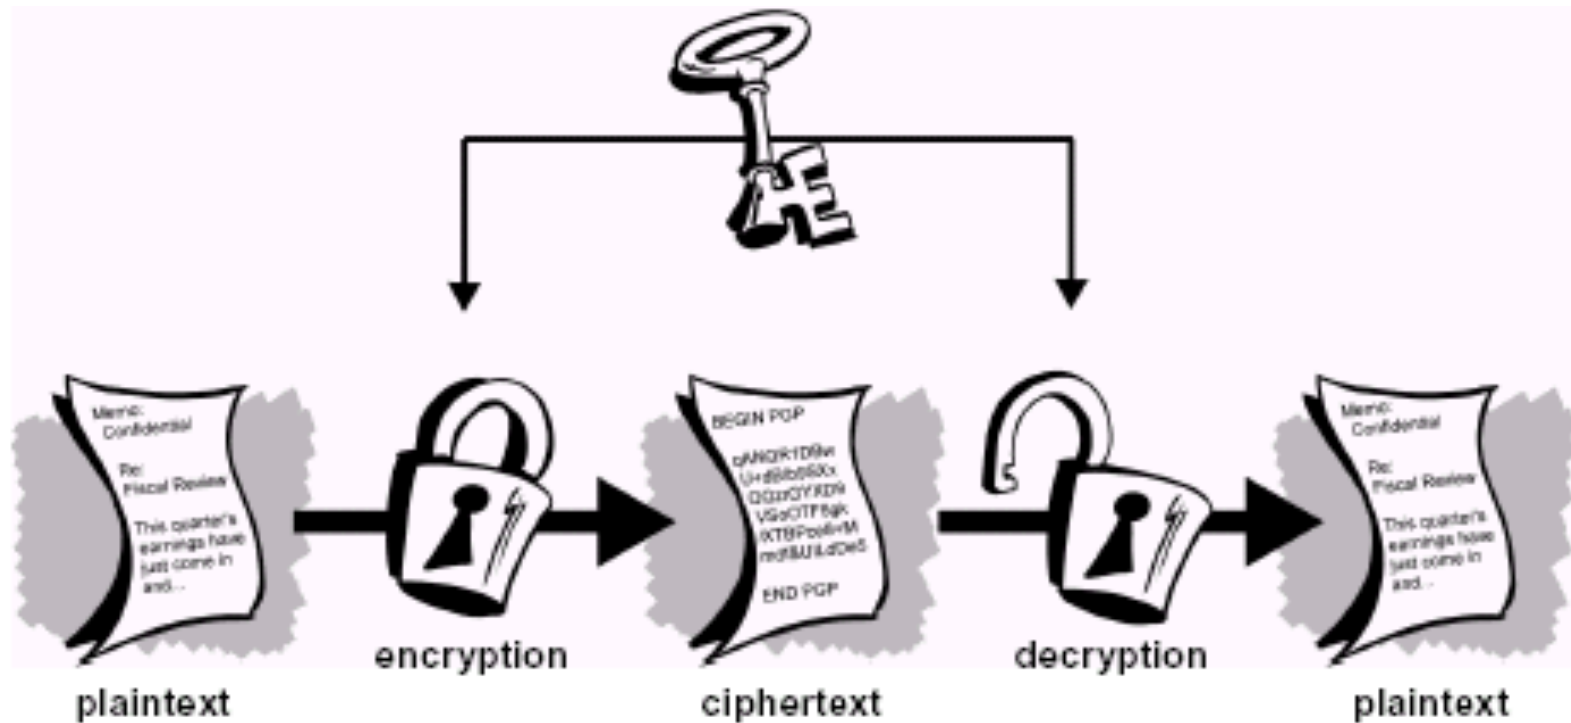 Memo:
Confidential
Re:
Fiscal Review
This quarter's
earnings have
just come in
and...
plaintext
encryption
BEGIN PGP
END PGP
ciphertext
decryption
Memo:
Confidential
Re:
Fiscal Review
This quarter's
earnings have
just come in
and...
plaintext